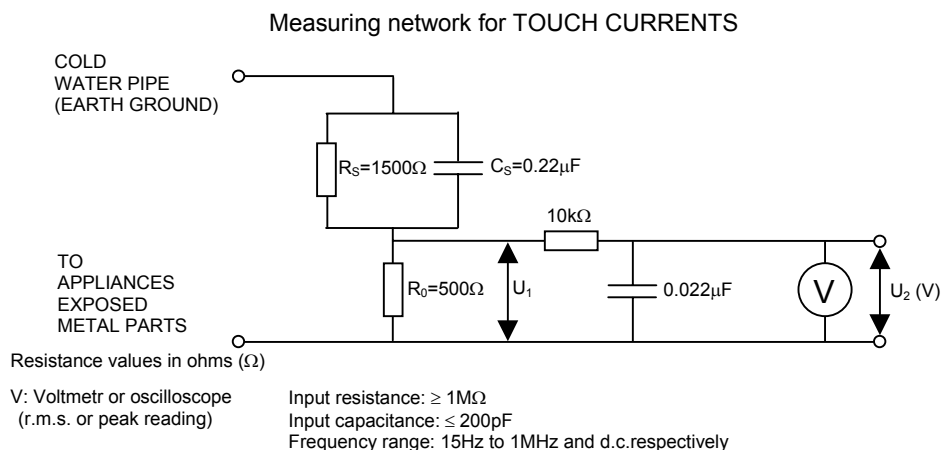 Measuring network for TOUCH CURRENTS
COLD
WATER PIPE
(EARTH GROUND)
RS=1500Ω
CS=0.22μF
10kΩ
TO
APPLIANCES
EXPOSED
METAL PARTS
R0=500Ω
U1
0.022μF
V
U2 (V)
Resistance values in ohms (Ω)
V: Voltmetr or oscilloscope
(r.m.s. or peak reading)
Input resistance: ≥ 1MΩ
Input capacitance: ≤ 200pF
Frequency range: 15Hz to 1MHz and d.c.respectively